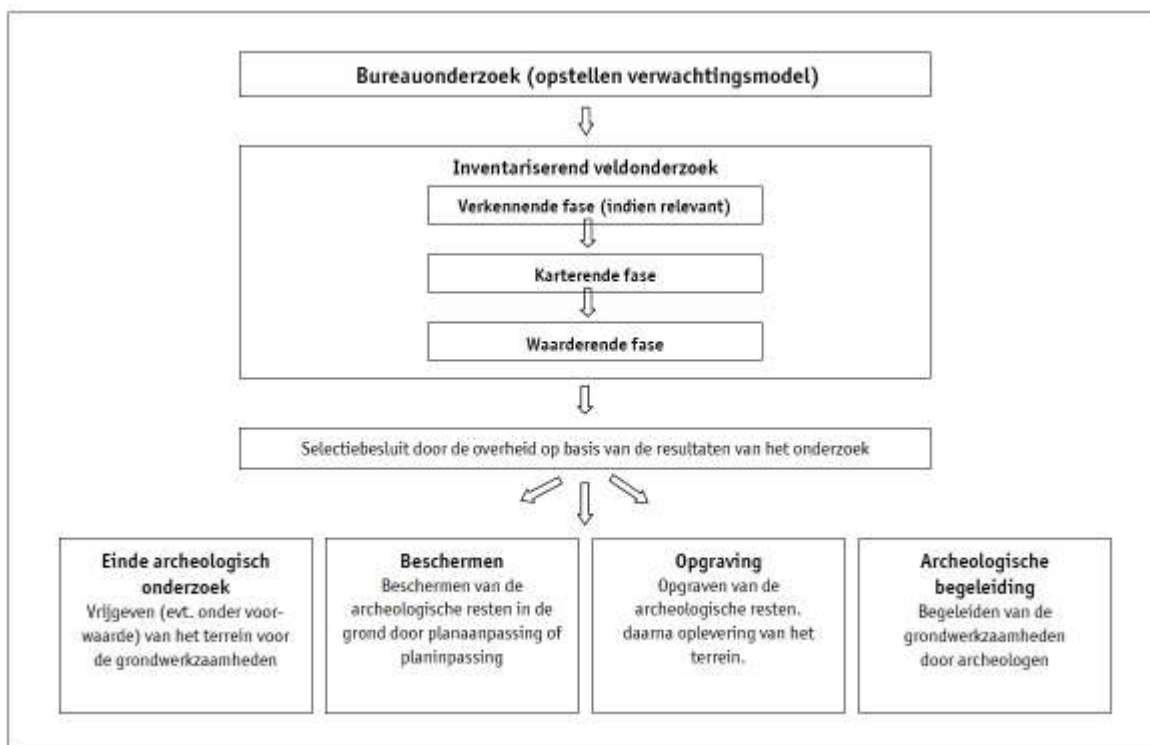 Bureauonderzoek (opstellen verwachtingsmodel)
Inventariserend veldonderzoek
Verkennende fase (indien relevant)
Karterende fase
Waarderende fase
Selectiebesluit door de overheid op basis van de resultaten van het onderzoek
Einde archeologisch
onderzoek
Vrijgeven (evt. onder voor-
waarde) van het terrein voor
de grondwerkzaamheden
Beschermen
Beschermen van de
archeologische resten in de
grond door planaanpassing of
planinpassing
Opgraving
Opgraven van de
archeologische resten.
daarna oplevering van het
terrein.
Archeologische
begeleiding
Begeleiden van de
grondwerkzaamheden
door archeologen